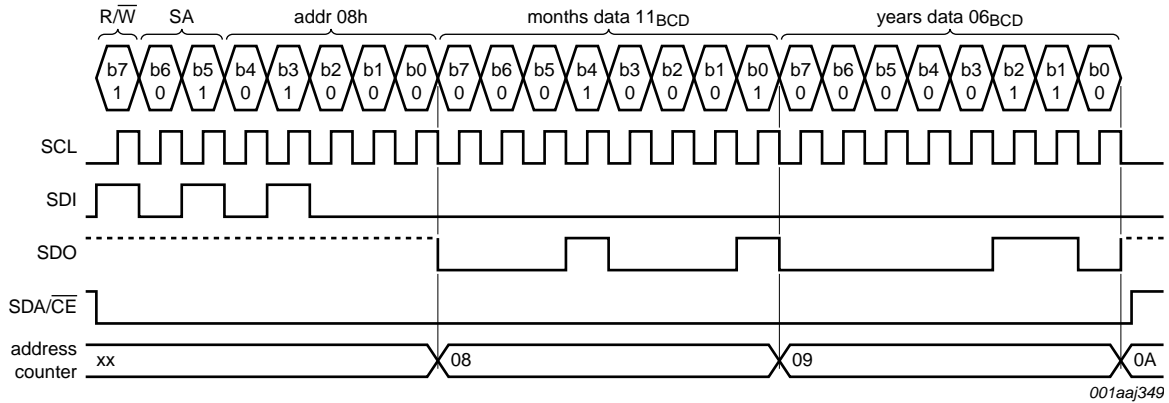 R/W SA addr 08h months data 11BCD years data 06BCD
b7 b6 b5 b4 b3 b2 b1 b0 b7 b6 b5 b4 b3 b2 b1 b0 b7 b6 b5 b4 b3 b2 b1 b0
1 0 1 0 1 0 0 0 0 0 0 1 0 0 0 1 0 0 0 0 0 1 1 0
SCL
SDI
SDO
SDA/CE
address
counter
xx 08 09 0A
001aaj349